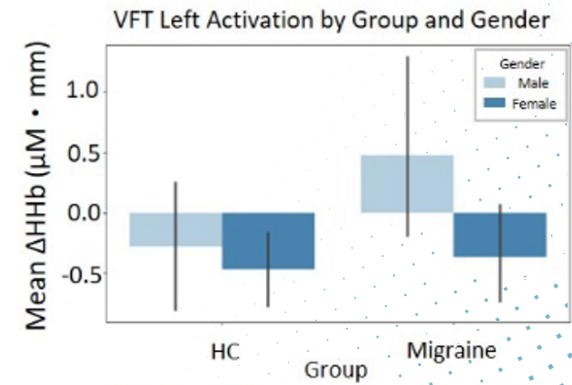 VFT Left Activation by Group and Gender
Mean ΔHHb (μM • mm)
1.0
0.5
0.0
-0.5
Gender
Male
Female
HC
Migraine
Group